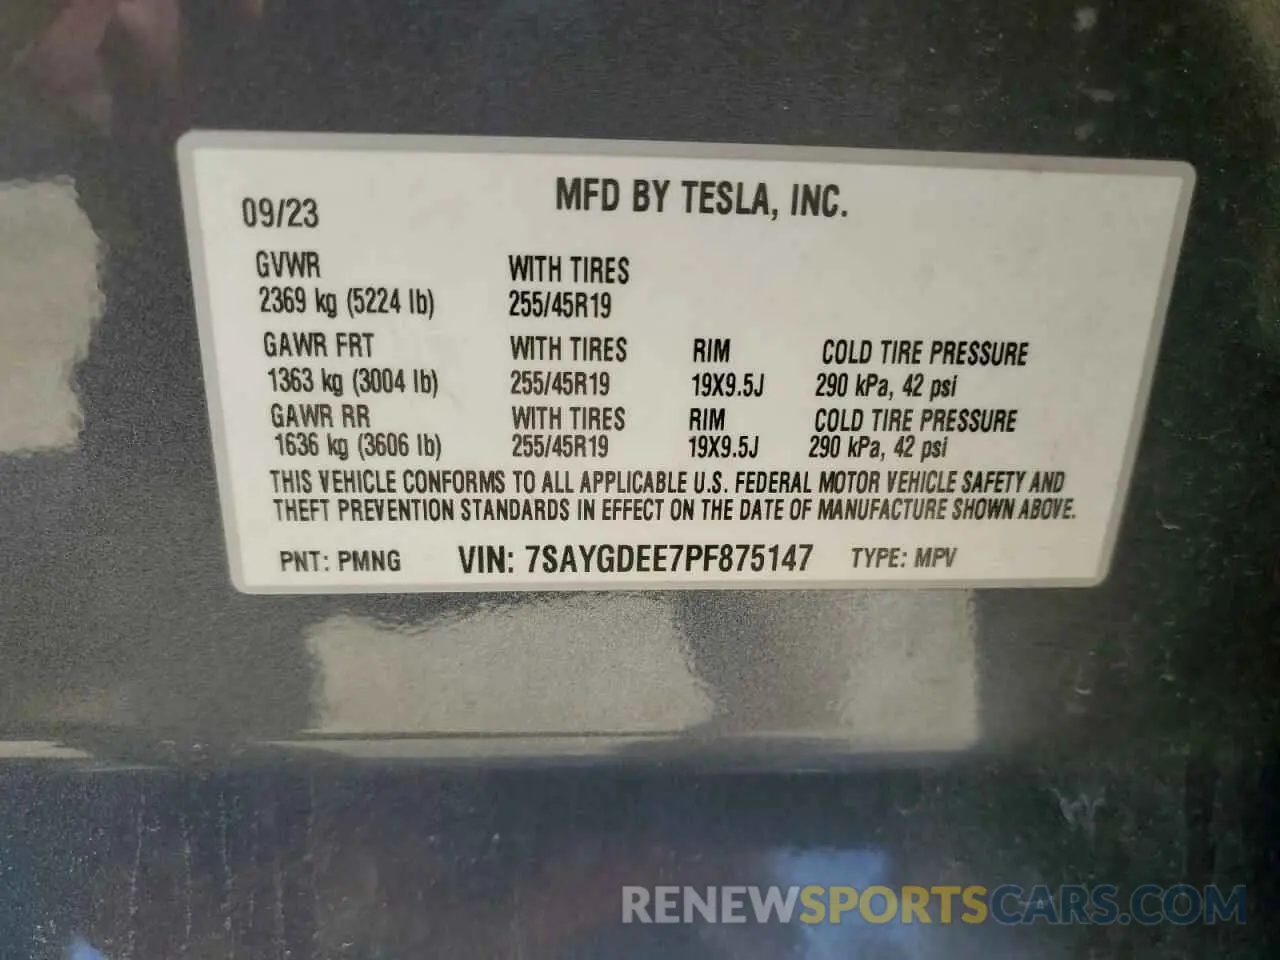 MFD BY TESLA, INC.
09/23
GVWR WITH TIRES
2369 kg (5224 lb) 255/45R19
GAWR FRT WITH TIRES RIM COLD TIRE PRESSURE
1363 kg (3004 lb) 255/45R19 19X9.5J 290 kPa, 42 psi
GAWR RR WITH TIRES RIM COLD TIRE PRESSURE
1636 kg (3606 lb) 255/45R19 19X9.5J 290 kPa, 42 psi
THIS VEHICLE CONFORMS TO ALL APPLICABLE U.S. FEDERAL MOTOR VEHICLE SAFETY AND
THEFT PREVENTION STANDARDS IN EFFECT ON THE DATE OF MANUFACTURE SHOWN ABOVE.
PNT: PMNG VIN: 7SAYGDEE7PF875147 TYPE: MPV
RENEWSPORTSCARS.COM